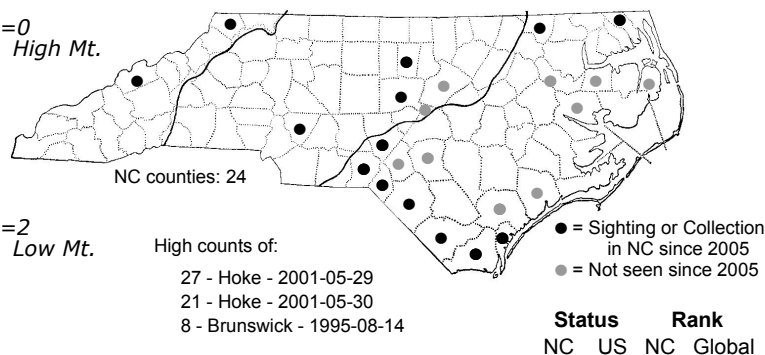 =0
High Mt.
NC counties: 24
=2
Low Mt.
High counts of:
27 - Hoke - 2001-05-29
21 - Hoke - 2001-05-30
8 - Brunswick - 1995-08-14
= Sighting or Collection
in NC since 2005
= Not seen since 2005
Status Rank
NC US NC Global